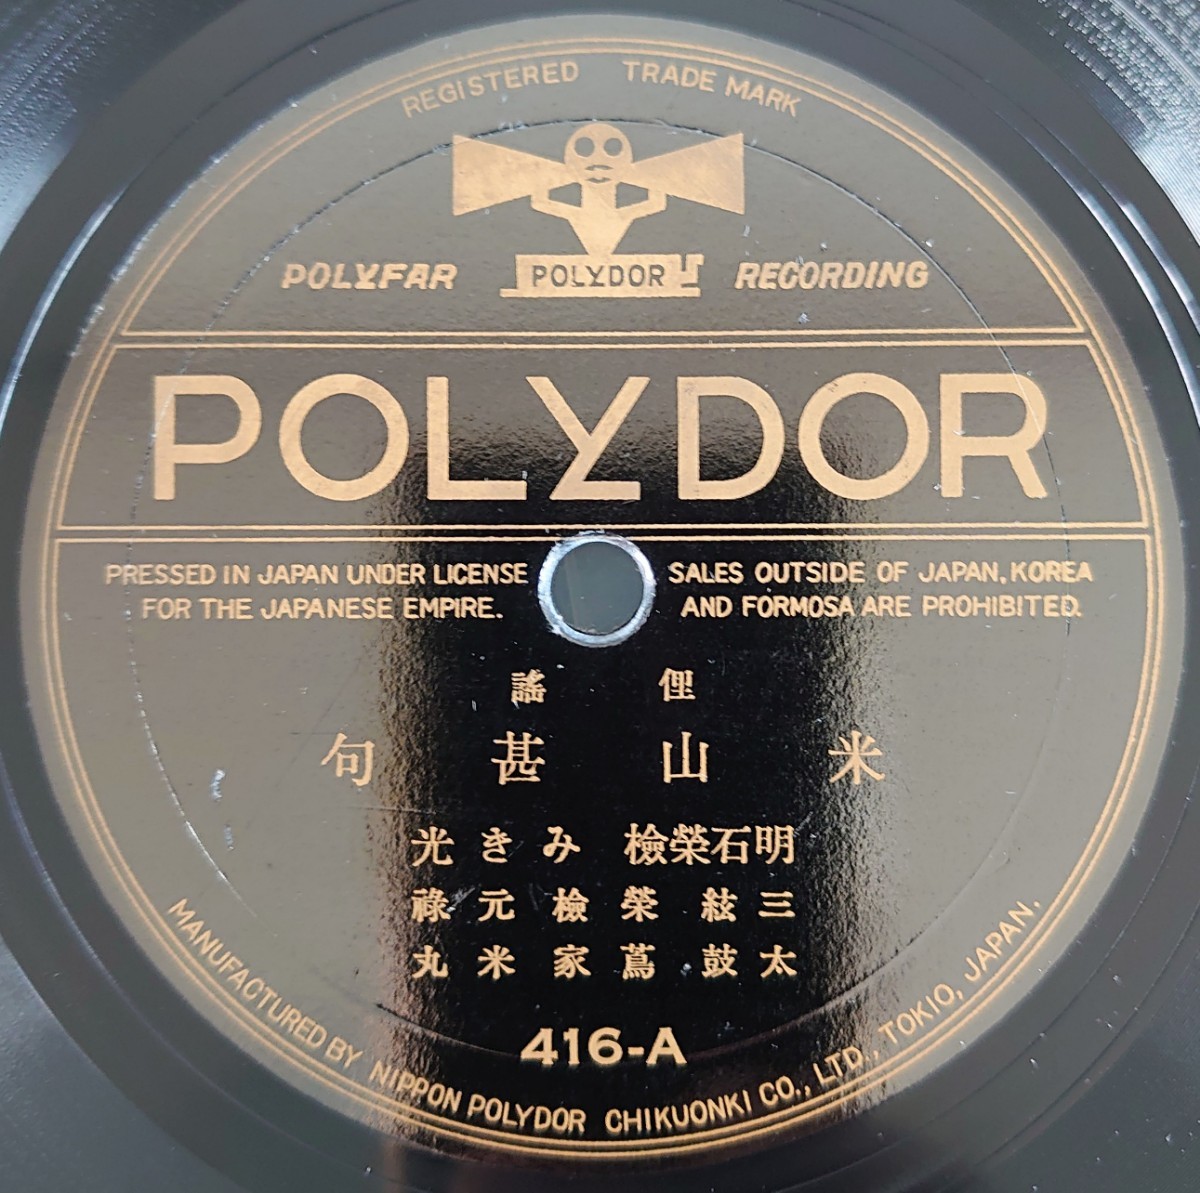 REGISTERED TRADE MARK
POLYFAR POLYDOR RECORDING
POLYDOR
PRESSED IN JAPAN UNDER LICENSE
FOR THE JAPANESE EMPIRE.
SALES OUTSIDE OF JAPAN, KOREA
AND FORMOSA ARE PROHIBITED.
俚謠
米山甚句
明石榮檢 みき光
三絃 榮檢元祿
太鼓 蔦家米丸
416-A
MANUFACTURED BY NIPPON POLYDOR CHIKUONKI CO., LTD., TOKIO, JAPAN.